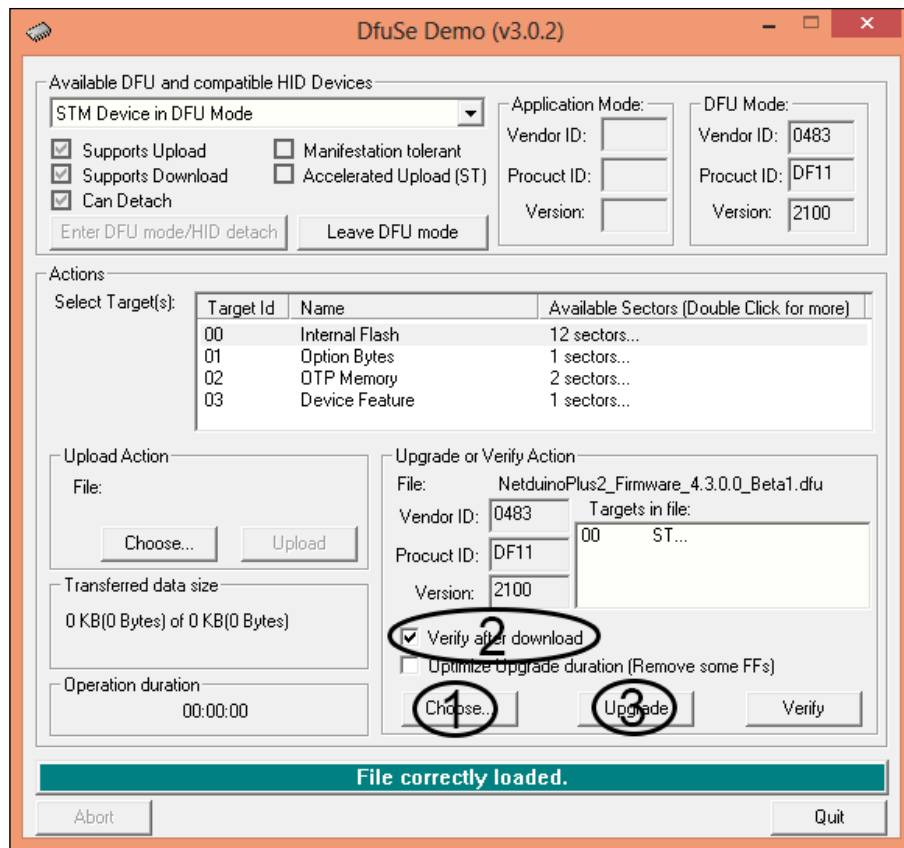 DfuSe Demo (v3.0.2)
Available DFU and compatible HID Devices
STM Device in DFU Mode
Supports Upload
Manifestation tolerant
Supports Download
Accelerated Upload (ST)
Can Detach
Enter DFU mode/HID detach
Leave DFU mode
Application Mode:
Vendor ID:
Procuct ID:
Version:
DFU Mode:
Vendor ID: 0483
Procuct ID: DF11
Version: 2100
Actions
Select Target(s):
Target Id Name Available Sectors (Double Click for more)
00 Internal Flash 12 sectors...
01 Option Bytes 1 sectors...
02 OTP Memory 2 sectors...
03 Device Feature 1 sectors...
Upload Action
File:
Choose... Upload
Transferred data size
0 KB(0 Bytes) of 0 KB(0 Bytes)
Operation duration
00:00:00
Upgrade or Verify Action
File: NetduinoPlus2_Firmware_4.3.0.0_Beta1.dfu
Vendor ID: 0483
Procuct ID: DF11
Version: 2100
Targets in file:
00 ST...
Verify after download
2
Optimize Upgrade duration (Remove some FFs)
Choose... Upgrade Verify
1 3
File correctly loaded.
Abort Quit